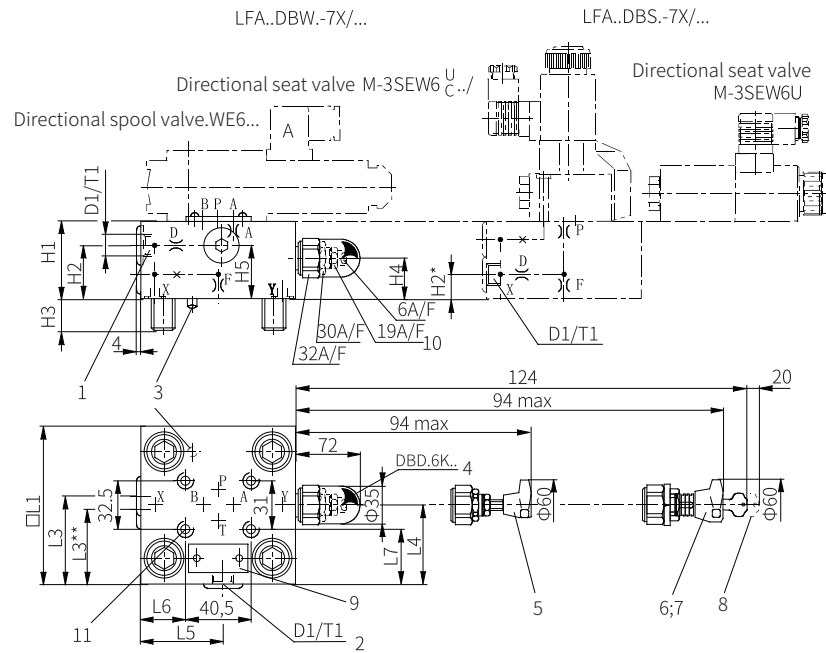 LFA..DBW.-7X/...
LFA..DBS.-7X/...
Directional seat valve M-3SEW6 U C../
Directional seat valve
M-3SEW6U
Directional spool valve.WE6...
A
D1/T1
B P A
D
A
P
H1
H2
H5
H4
H2*
D
X
F
Y
X
F
H3
4
6A/F
30A/F
19A/F
10
32A/F
D1/T1
1
3
124
20
94 max
94 max
72
DBD.6K..
4
P
X
B
A
Y
T
□L1
L3
L3**
32.5
31
Φ35
Φ60
Φ60
L7
L4
L6
40,5
L5
9
5
6;7
8
11
D1/T1
2